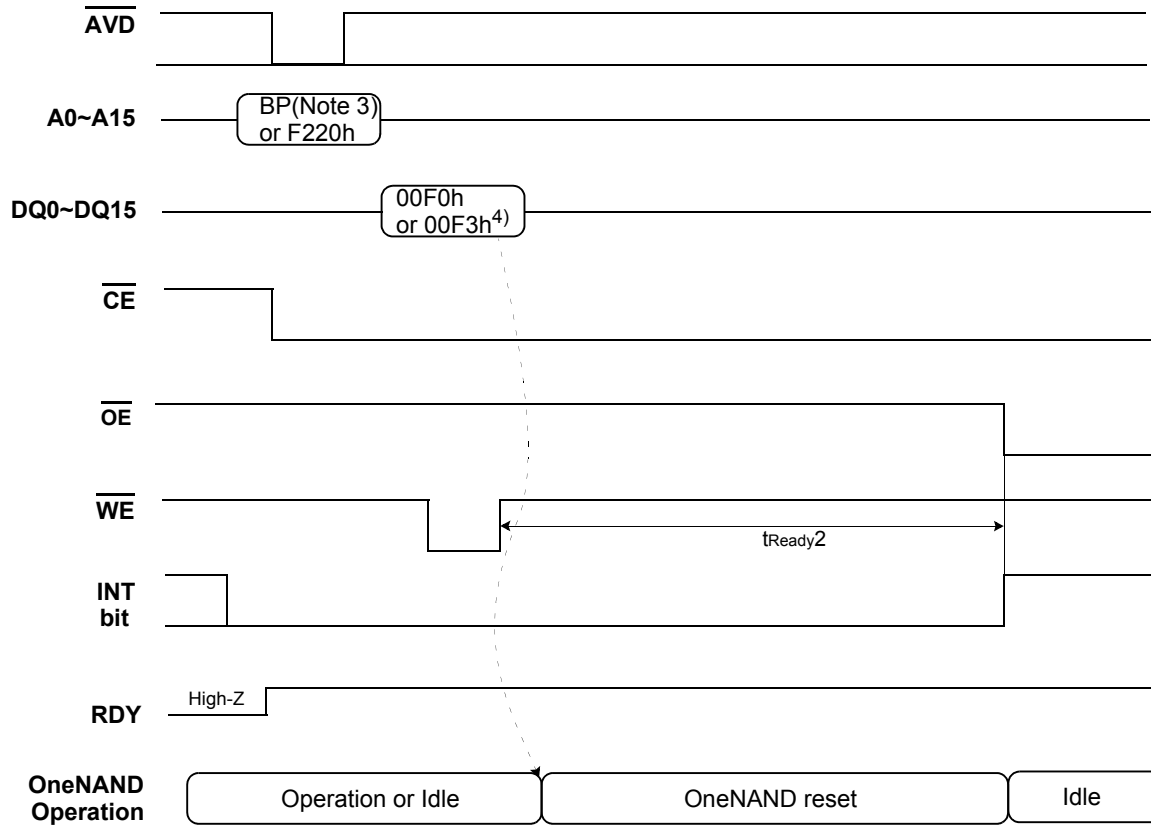 AVD
A0~A15
BP(Note 3)
or F220h
DQ0~DQ15
00F0h
or 00F3h4)
CE
OE
WE
tReady2
INT
bit
High-Z
RDY
OneNAND
Operation
Operation or Idle
OneNAND reset
Idle